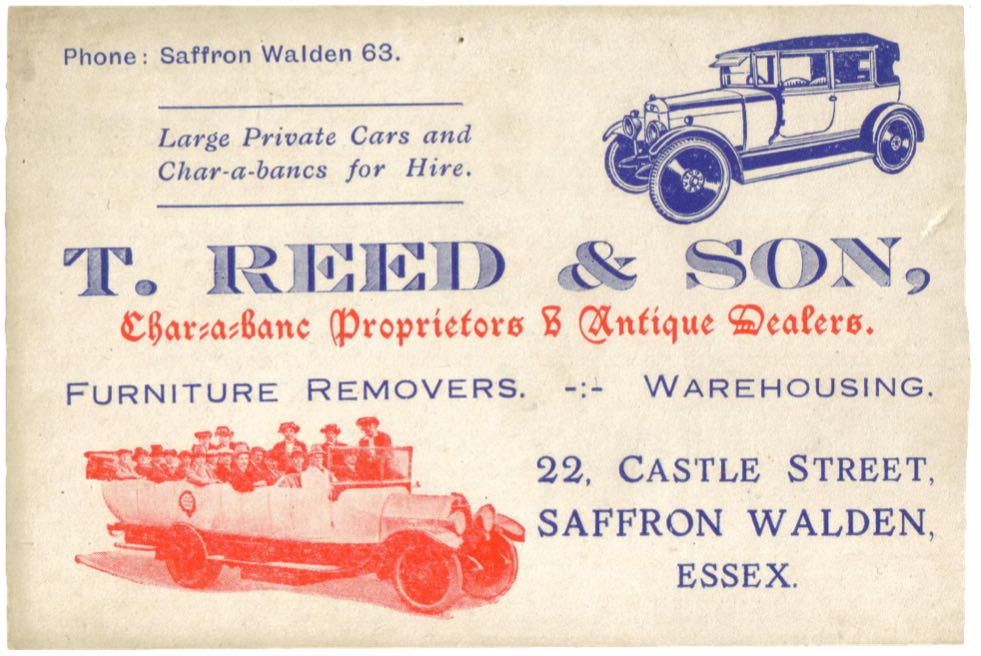 Phone: Saffron Walden 63.
Large Private Cars and
Char-a-bancs for Hire.
T. REED & SON,
Char-a-banc Proprietors & Antique Dealers.
FURNITURE REMOVERS. -:- WAREHOUSING.
22, CASTLE STREET,
SAFFRON WALDEN,
ESSEX.